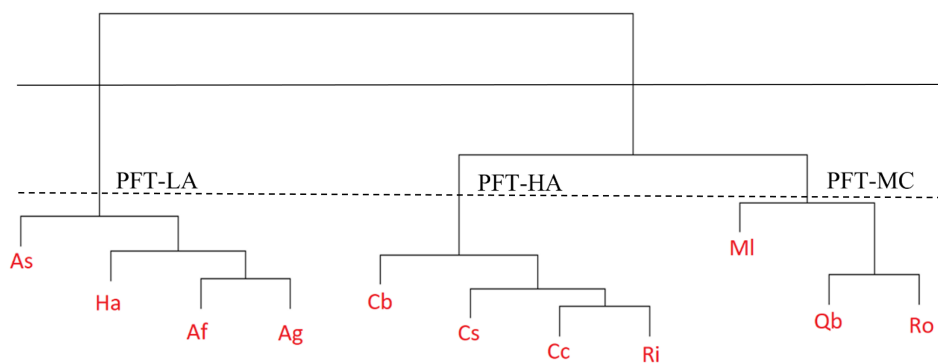 PFT-LA
PFT-HA
PFT-MC
As
Ha
Af
Ag
Cb
Cs
Cc
Ri
Ml
Qb
Ro